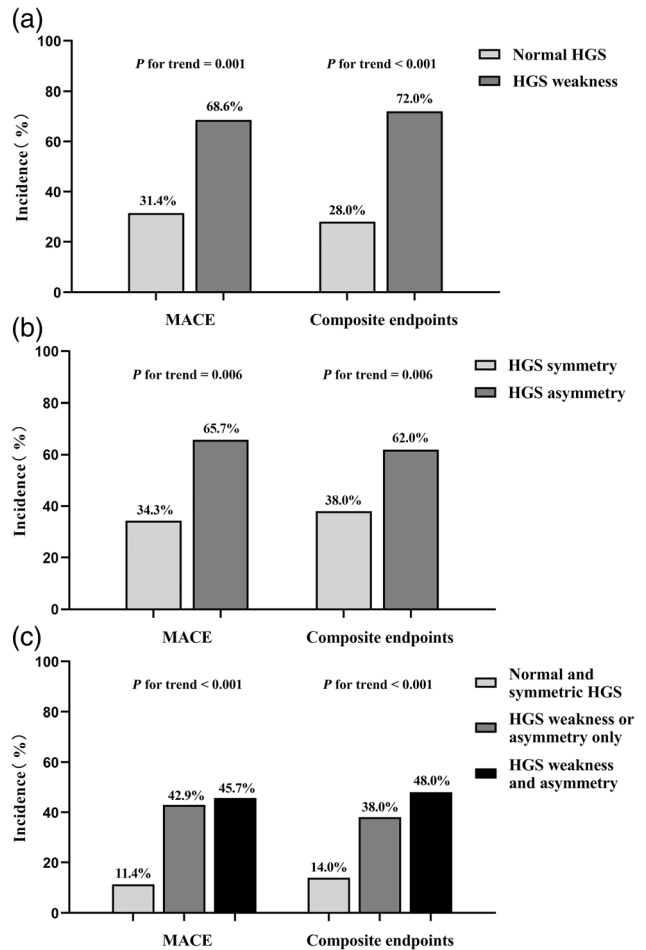 (a)
100
80
60
40
20
0
Incidence( %)
P for trend = 0.001
P for trend < 0.001
31.4%
68.6%
28.0%
72.0%
MACE
Composite endpoints
Normal HGS
HGS weakness
(b)
100
80
60
40
20
0
Incidence( %)
P for trend = 0.006
P for trend = 0.006
34.3%
65.7%
38.0%
62.0%
MACE
Composite endpoints
HGS symmetry
HGS asymmetry
(c)
100
80
60
40
20
0
Incidence( %)
P for trend < 0.001
P for trend < 0.001
11.4%
42.9%
45.7%
14.0%
38.0%
48.0%
MACE
Composite endpoints
Normal and
symmetric HGS
HGS weakness or
asymmetry only
HGS weakness
and asymmetry